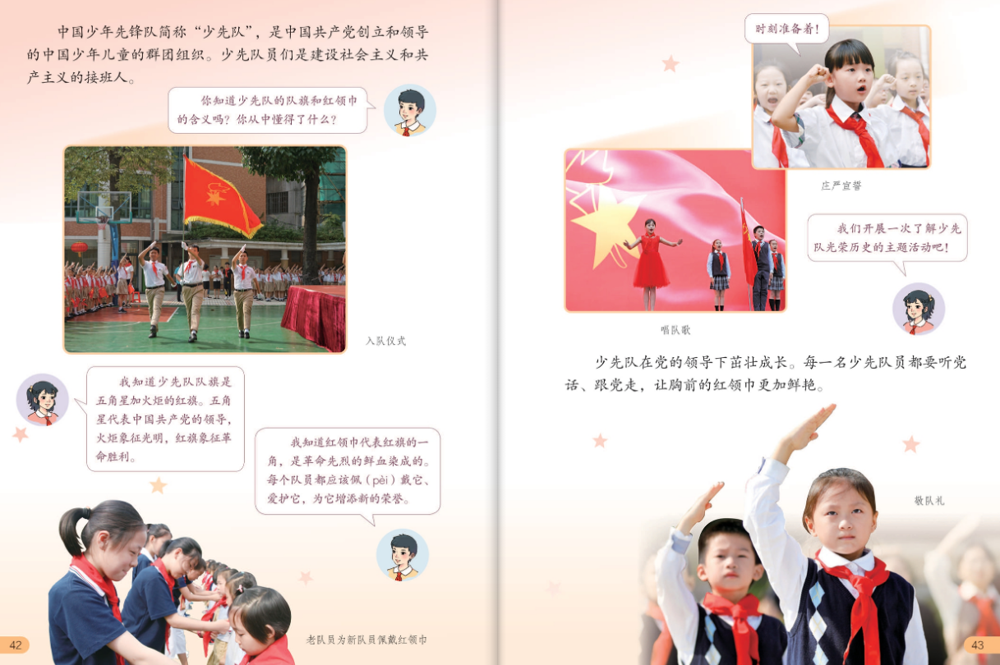 中国少年先锋队简称“少先队”，是中国共产党创立和领导
的中国少年儿童的群团组织。少先队员们是建设社会主义和共
产主义的接班人。
你知道少先队的队旗和红领巾
的含义吗？你从中懂得了什么？
入队仪式
我知道少先队队旗是
五角星加火炬的红旗。五角
星代表中国共产党的领导，
火炬象征光明，红旗象征革
命胜利。
我知道红领巾代表红旗的一
角，是革命先烈的鲜血染成的。
每个队员都应该佩（pèi）戴它、
爱护它，为它增添新的荣誉。
老队员为新队员佩戴红领巾
42
时刻准备着！
庄严宣誓
唱队歌
我们开展一次了解少先
队光荣历史的主题活动吧！
少先队在党的领导下茁壮成长。每一名少先队员都要听党
话、跟党走，让胸前的红领巾更加鲜艳。
敬队礼
43